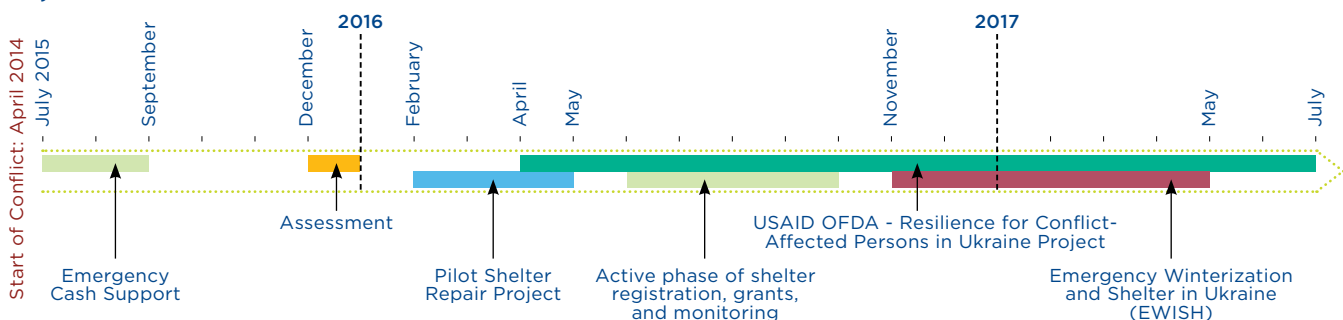 Start of Conflict: April 2014
July 2015
September
December
2016
February
April
May
November
2017
May
July
Assessment
USAID OFDA - Resilience for Conflict-
Affected Persons in Ukraine Project
Emergency
Cash Support
Pilot Shelter
Repair Project
Active phase of shelter
registration, grants,
and monitoring
Emergency Winterization
and Shelter in Ukraine
(EWISH)